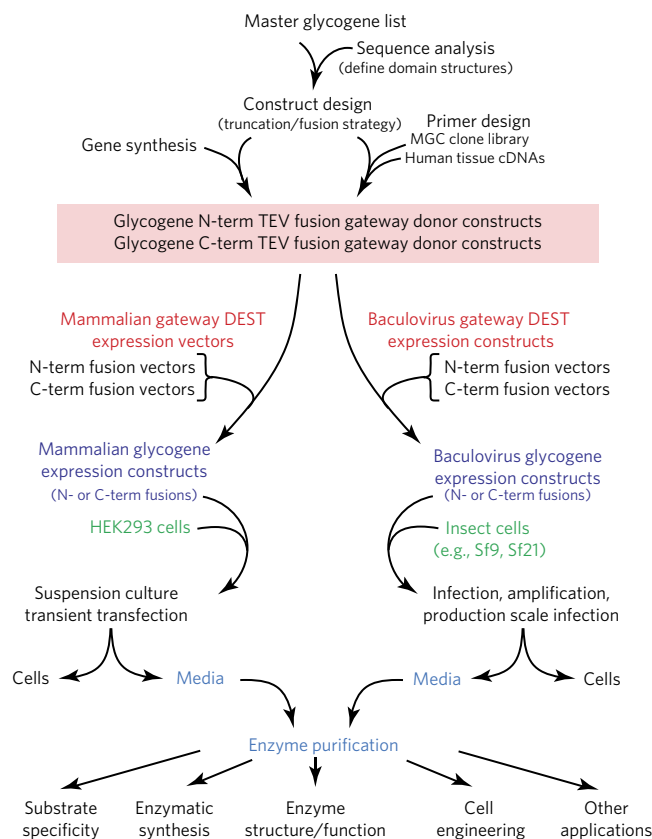 Master glycogene list
Sequence analysis
(define domain structures)
Construct design
(truncation/fusion strategy)
Primer design
MGC clone library
Human tissue cDNAs
Gene synthesis
Glycogene N-term TEV fusion gateway donor constructs
Glycogene C-term TEV fusion gateway donor constructs
Mammalian gateway DEST
expression vectors
N-term fusion vectors
C-term fusion vectors
Baculovirus gateway DEST
expression constructs
N-term fusion vectors
C-term fusion vectors
Mammalian glycogene
expression constructs
(N- or C-term fusions)
HEK293 cells
Baculovirus glycogene
expression constructs
(N- or C-term fusions)
Insect cells
(e.g., Sf9, Sf21)
Suspension culture
transient transfection
Infection, amplification,
production scale infection
Cells
Media
Media
Cells
Enzyme purification
Substrate
specificity
Enzymatic
synthesis
Enzyme
structure/function
Cell
engineering
Other
applications